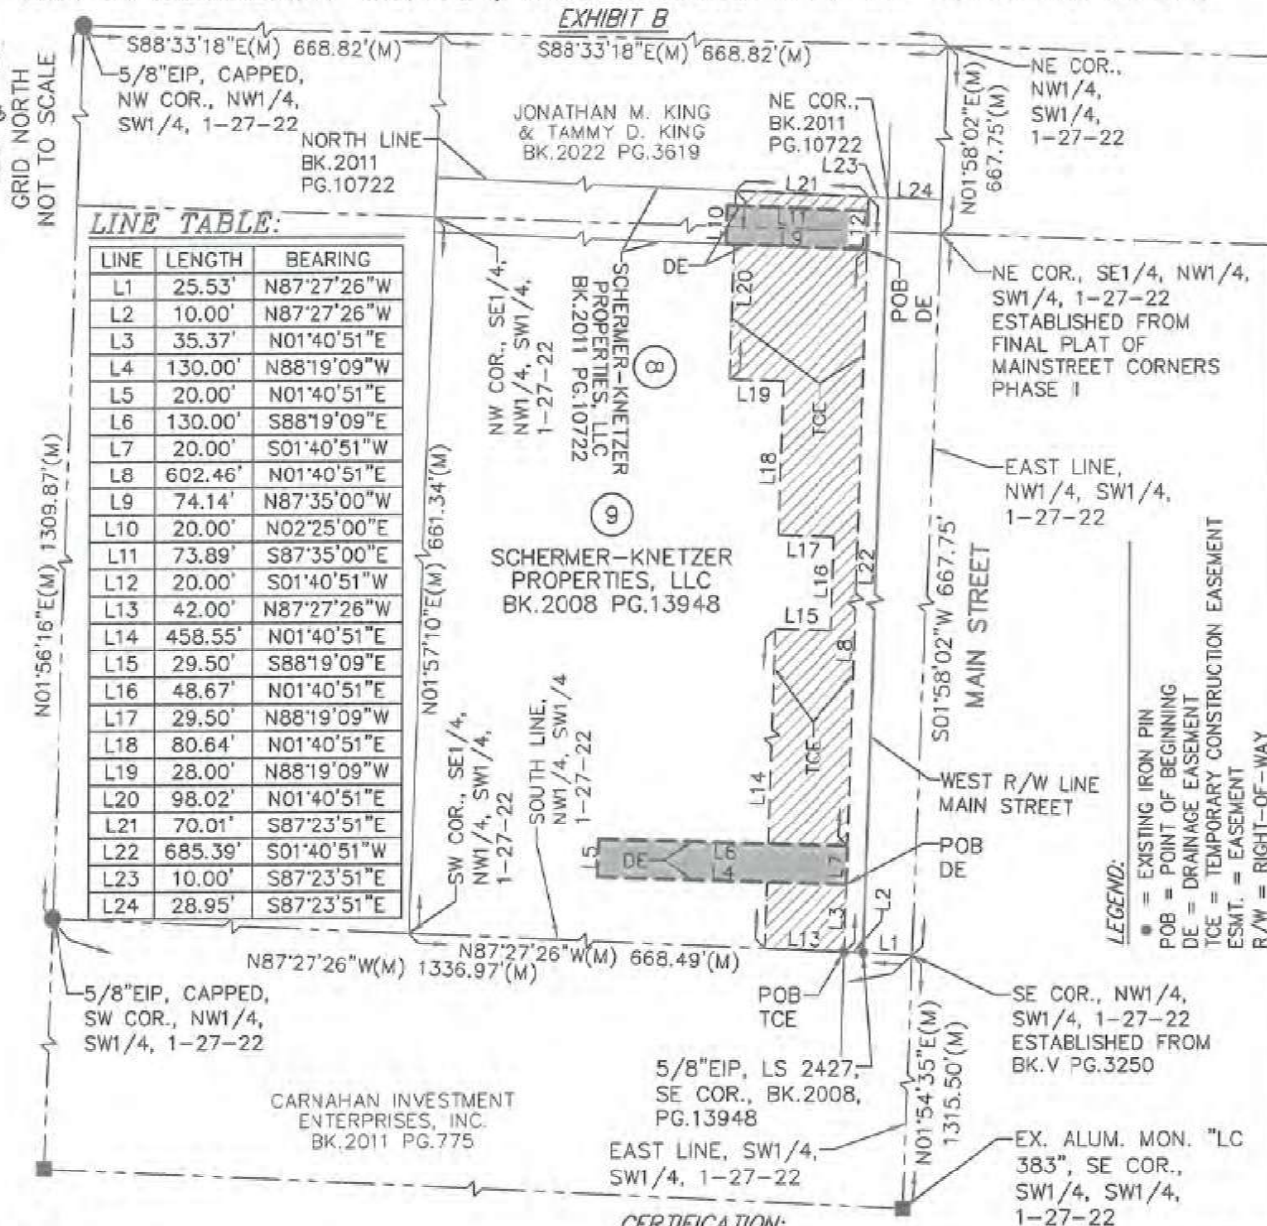 EXHIBIT B
S88°33'18"E(M) 668.82'(M)
S88°33'18"E(M) 668.82'(M)
GRID NORTH
NOT TO SCALE
5/8"EIP, CAPPED,
NW COR., NW1/4,
SW1/4, 1-27-22
NORTH LINE
BK.2011
PG.10722
JONATHAN M. KING
& TAMMY D. KING
BK.2022 PG.3619
NE COR.,
BK.2011
PG.10722
L23
L21
L24
N01°58'02"E(M)
667.75'(M)
NE COR.,
NW1/4,
SW1/4,
1-27-22
LINE TABLE:
LINE LENGTH BEARING
L1 25.53' N87°27'26"W
L2 10.00' N87°27'26"W
L3 35.37' N01°40'51"E
L4 130.00' N88°19'09"W
L5 20.00' N01°40'51"E
L6 130.00' S88°19'09"E
L7 20.00' S01°40'51"W
L8 602.46' N01°40'51"E
L9 74.14' N87°35'00"W
L10 20.00' N02°25'00"E
L11 73.89' S87°35'00"E
L12 20.00' S01°40'51"W
L13 42.00' N87°27'26"W
L14 458.55' N01°40'51"E
L15 29.50' S88°19'09"E
L16 48.67' N01°40'51"E
L17 29.50' N88°19'09"W
L18 80.64' N01°40'51"E
L19 28.00' N88°19'09"W
L20 98.02' N01°40'51"E
L21 70.01' S87°23'51"E
L22 685.39' S01°40'51"W
L23 10.00' S87°23'51"E
L24 28.95' S87°23'51"E
N01°56'16"E(M) 1309.87'(M)
N01°57'10"E(M) 661.34'(M)
NW COR., SE1/4,
NW1/4, SW1/4,
1-27-22
SCHERMER-KNETZER
PROPERTIES, LLC
BK.2011 PG.10722
8
L10
L11
L9
L12
DE
L20
POB
DE
NE COR., SE1/4, NW1/4,
SW1/4, 1-27-22
ESTABLISHED FROM
FINAL PLAT OF
MAINSTREET CORNERS
PHASE I
L19
TCE
L18
EAST LINE,
NW1/4, SW1/4,
1-27-22
9
SCHERMER-KNETZER
PROPERTIES, LLC
BK.2008 PG.13948
L17
L16
L22
L15
L8
MAIN STREET
S01°58'02"W 667.75'
SW COR., SE1/4,
NW1/4, SW1/4,
1-27-22
SOUTH LINE,
NW1/4, SW1/4
1-27-22
TCE
L14
WEST R/W LINE
MAIN STREET
L5
DE
L6
L4
L7
POB
DE
L3
L2
L13
L1
LEGEND:
● = EXISTING IRON PIN
POB = POINT OF BEGINNING
DE = DRAINAGE EASEMENT
TCE = TEMPORARY CONSTRUCTION EASEMENT
ESMT. = EASEMENT
R/W = RIGHT-OF-WAY
N87°27'26"W(M) 1336.97'(M)
N87°27'26"W(M) 668.49'(M)
5/8"EIP, CAPPED,
SW COR., NW1/4,
SW1/4, 1-27-22
POB
TCE
SE COR., NW1/4,
SW1/4, 1-27-22
ESTABLISHED FROM
BK.V PG.3250
5/8"EIP, LS 2427,
SE COR., BK.2008,
PG.13948
CARNAHAN INVESTMENT
ENTERPRISES, INC.
BK.2011 PG.775
EAST LINE, SW1/4,
SW1/4, 1-27-22
N01°54'35"E(M)
1315.50'(M)
EX. ALUM. MON. "LC
383", SE COR.,
SW1/4, SW1/4,
1-27-22
CERTIFICATION: